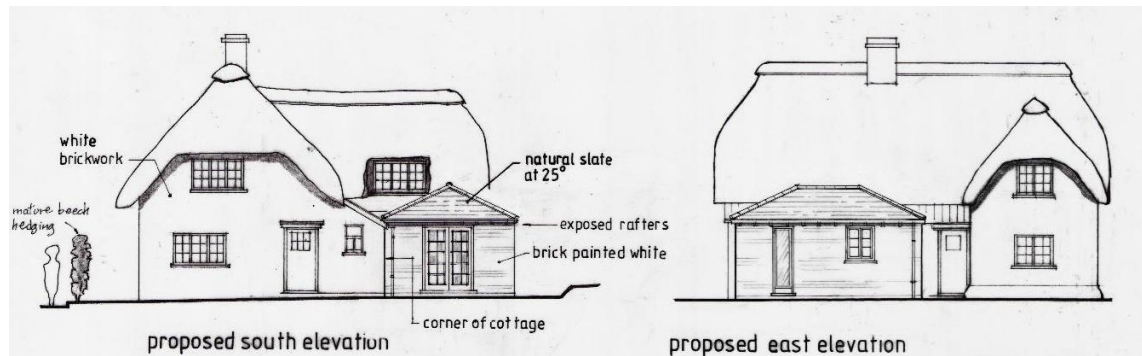 white
brickwork
mature beech
hedging
natural slate
at 25°
exposed rafters
brick painted white
corner of cottage
proposed south elevation
proposed east elevation